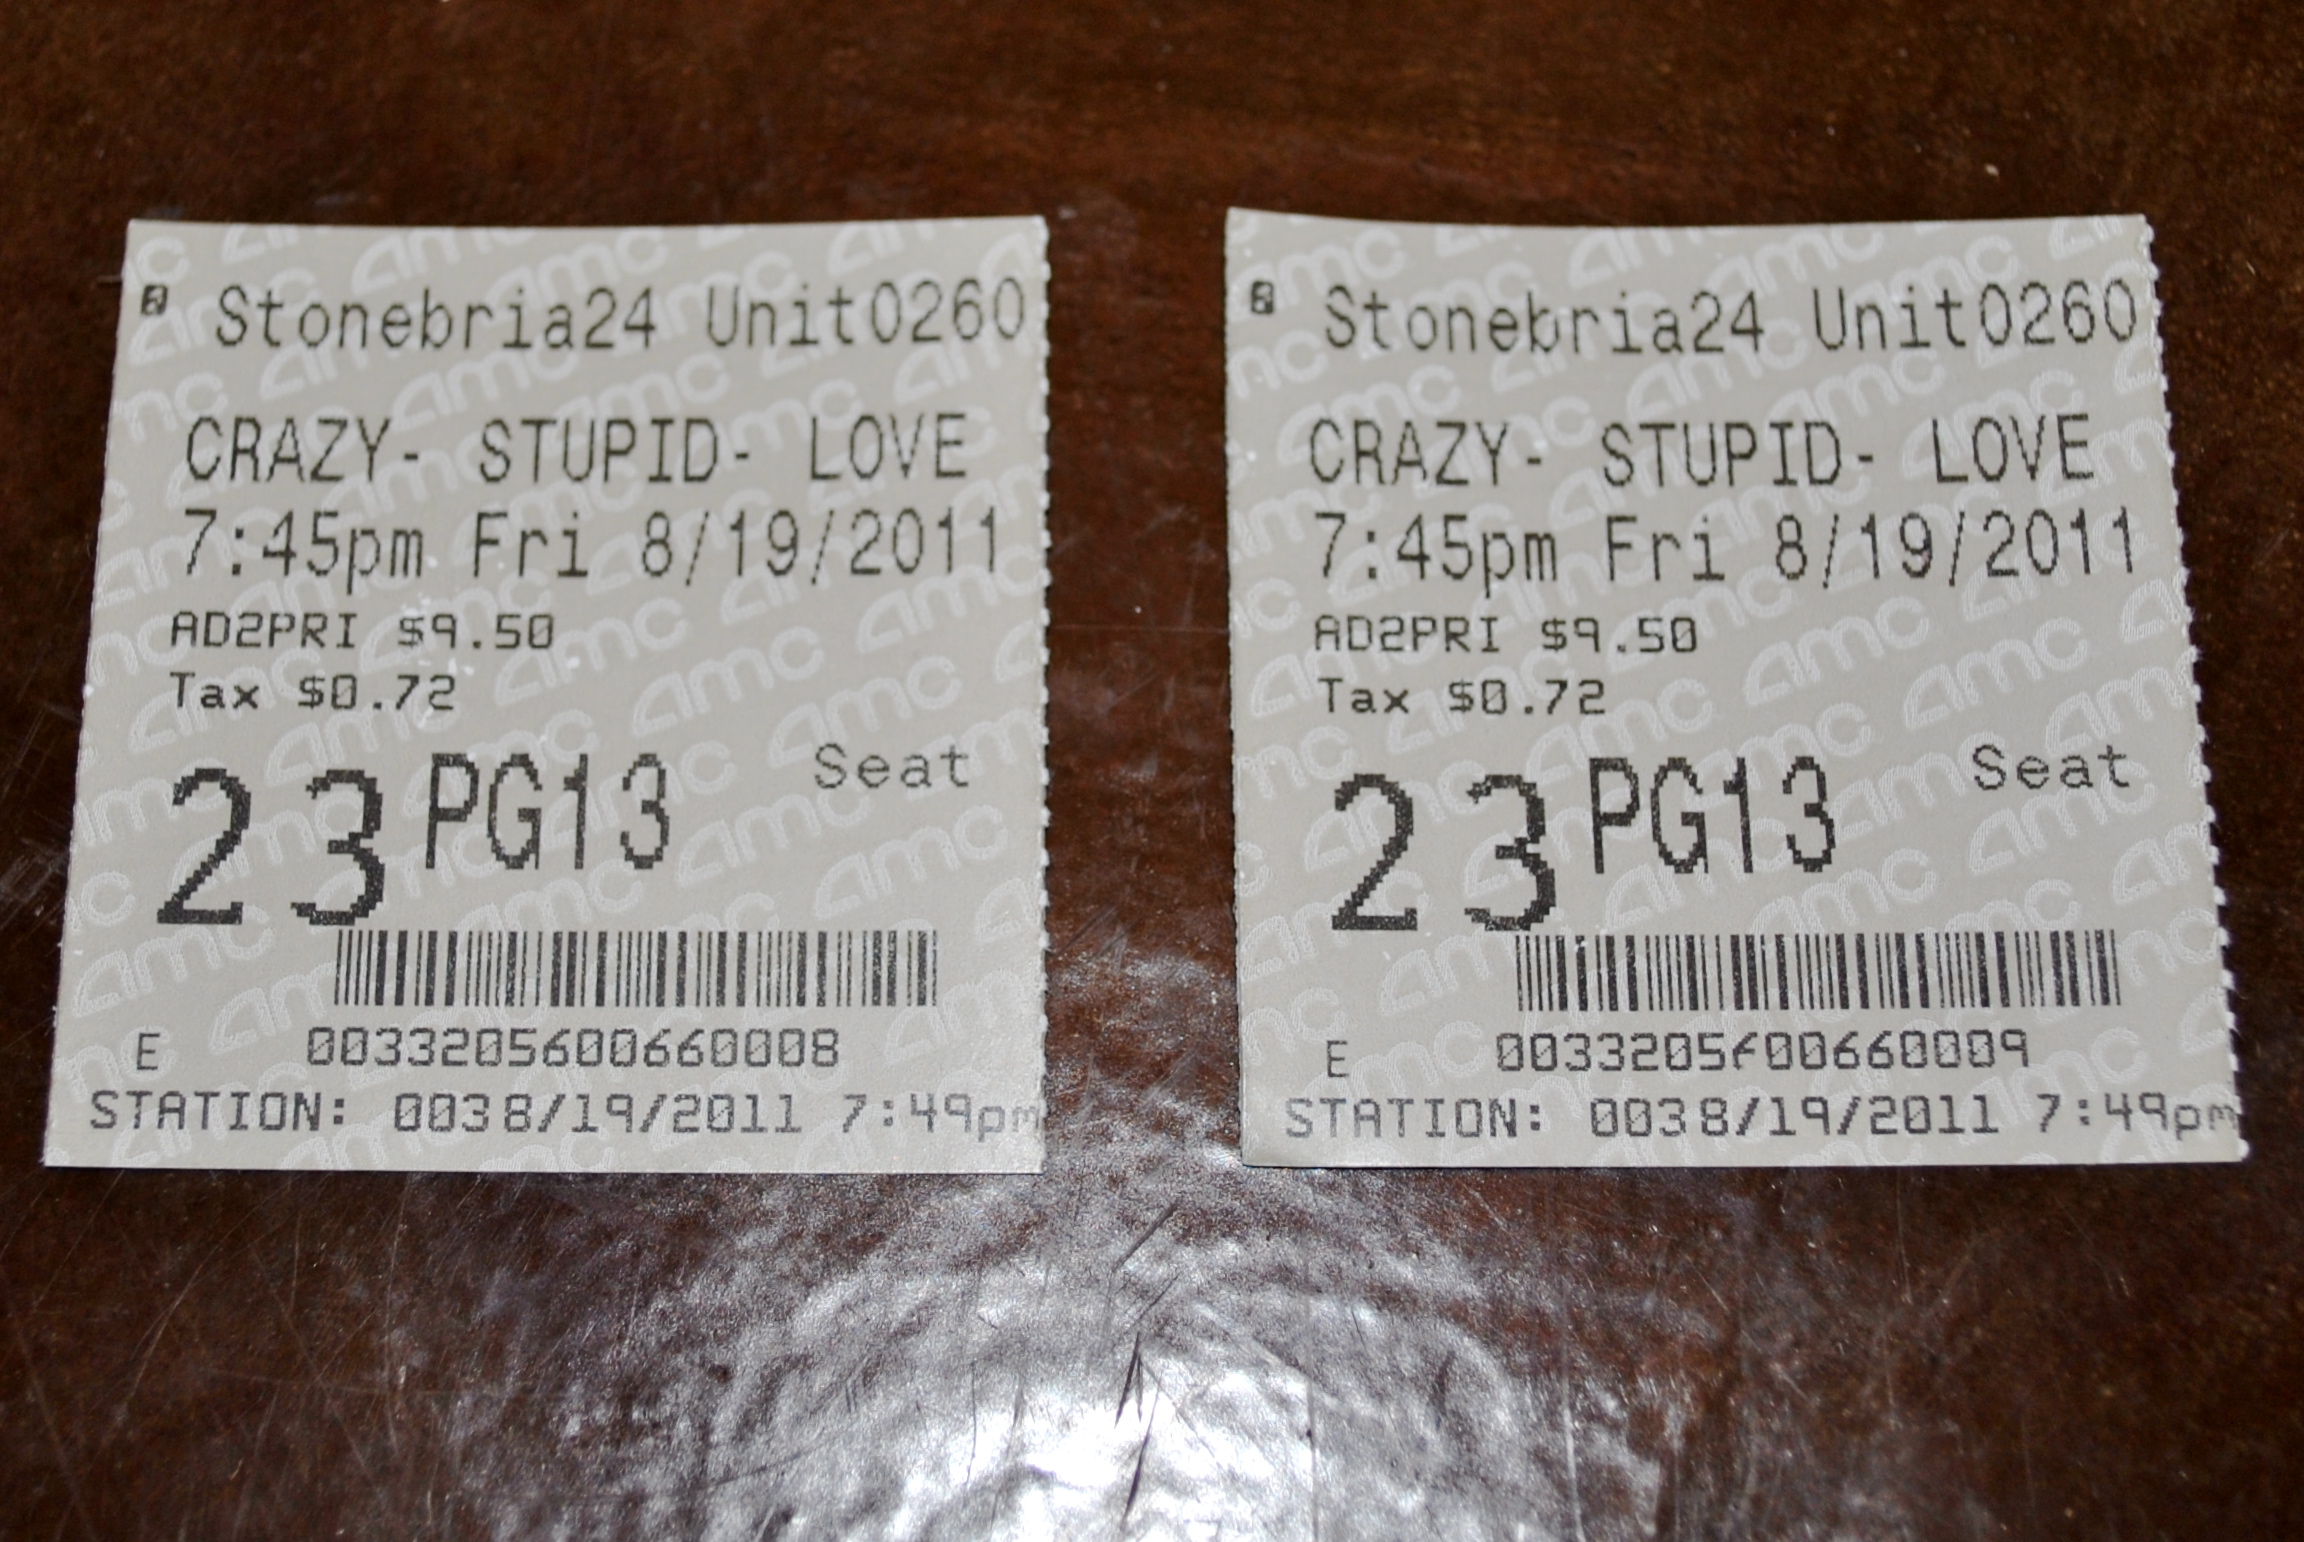 Stonebria24 Unit0260
CRAZY- STUPID- LOVE
7:45pm Fri 8/19/2011
AD2PRI $9.50
Tax $0.72
23 PG13 Seat
E 0033205600660008
STATION: 0038/19/2011 7:49pm
Stonebria24 Unit0260
CRAZY- STUPID- LOVE
7:45pm Fri 8/19/2011
AD2PRI $9.50
Tax $0.72
23 PG13 Seat
E 0033205600660009
STATION: 0038/19/2011 7:49pm